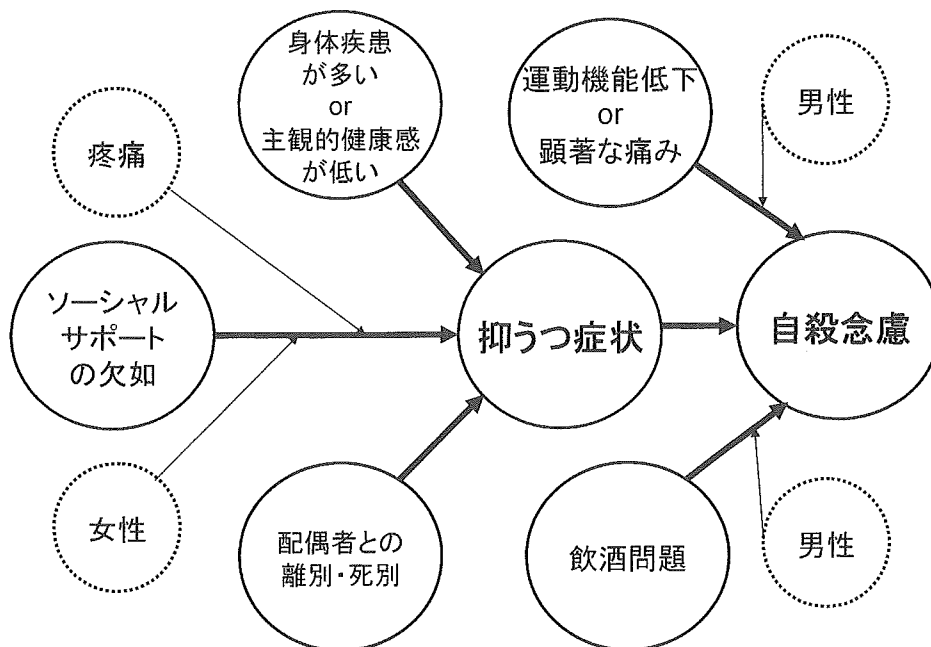 身体疾患
が多い
or
主観的健康感
が低い
運動機能低下
or
顕著な痛み
男性
疼痛
ソーシャル
サポート
の欠如
抑うつ症状
自殺念慮
女性
配偶者との
離別・死別
飲酒問題
男性